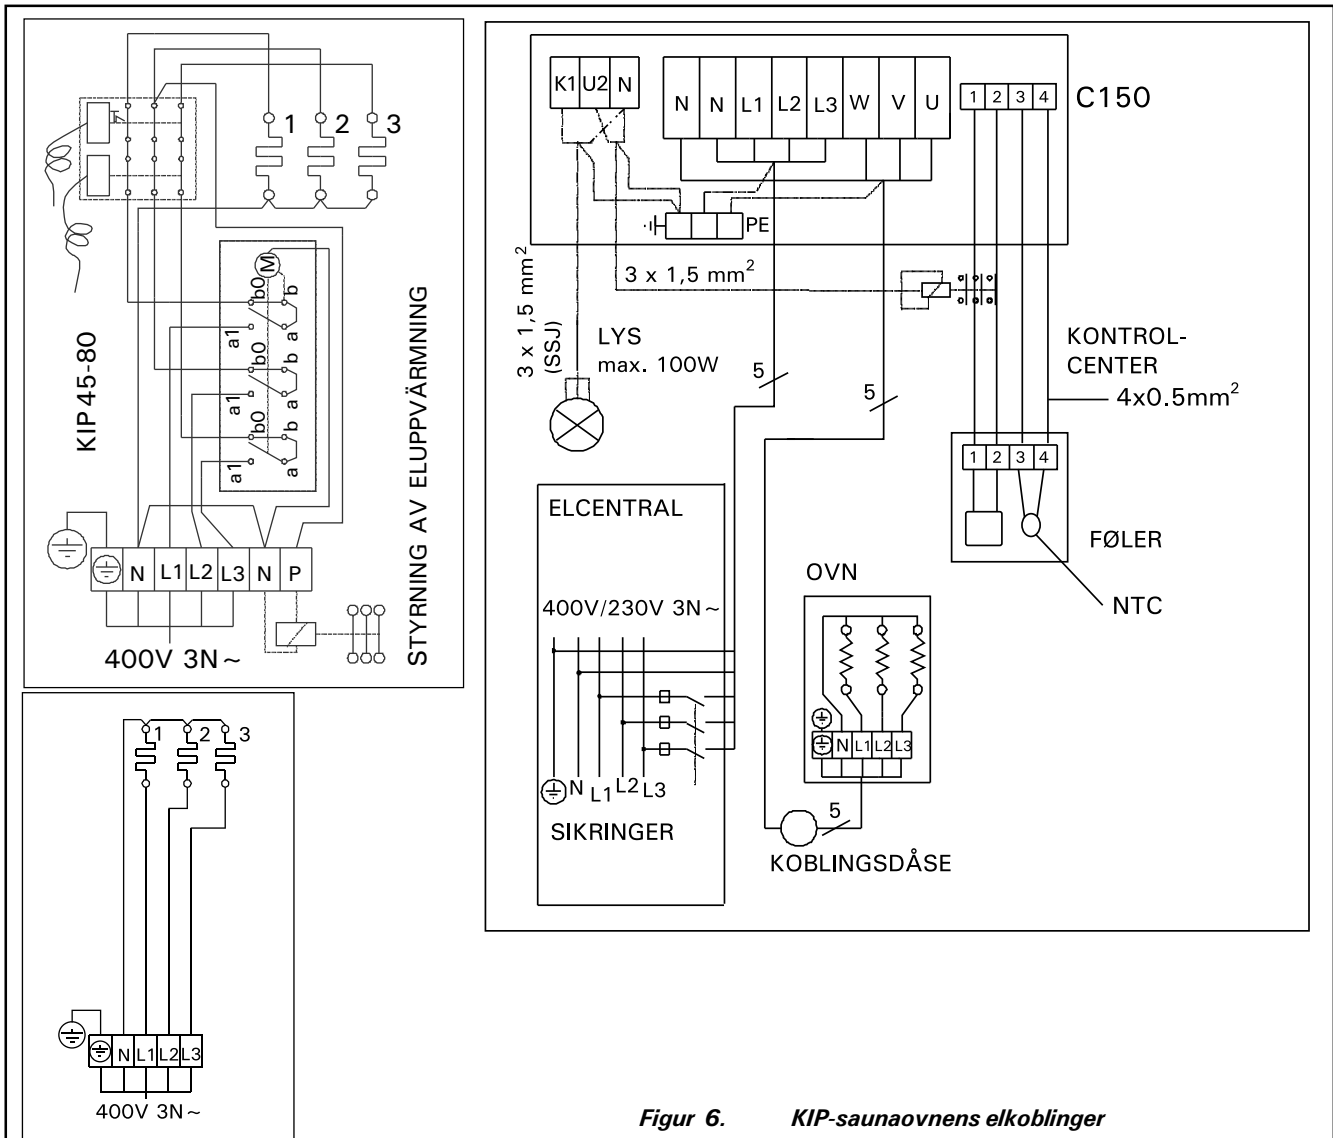 1 2 3
M
b0 b
a1 a
b0 b
a1 a
b0 b
a1 a
KIP 45-80
STYRNING AV ELUPPVÄRMNING
N L1 L2 L3 N P
400V 3N~
1 2 3
N L1 L2 L3
400V 3N~
K1 U2 N
N N L1 L2 L3 W V U
1 2 3 4
C150
PE
3 x 1,5 mm²
(SSJ)
3 x 1,5 mm²
LYS
max. 100W
5
5
KONTROL-
CENTER
4x0.5mm²
1 2 3 4
FØLER
NTC
ELCENTRAL
400V/230V 3N~
N L1 L2 L3
SIKRINGER
OVN
N L1 L2 L3
5
KOBLINGSDÅSE
Figur 6. KIP-saunaovnens elkoblinger